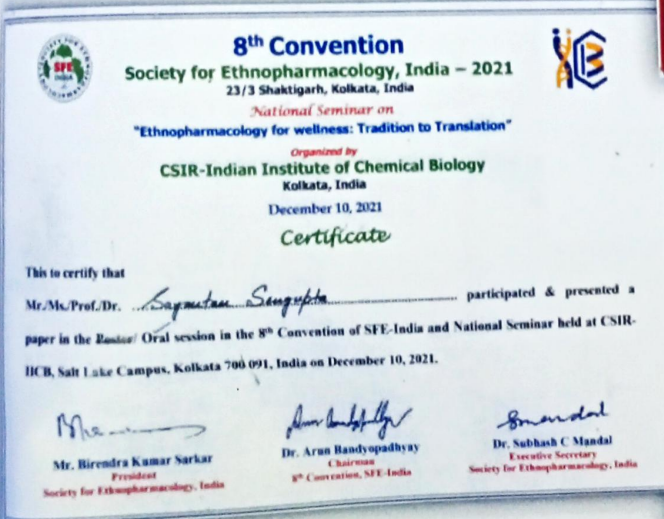 SFE
INDIA
8th Convention
Society for Ethnopharmacology, India – 2021
23/3 Shaktigarh, Kolkata, India
National Seminar on
"Ethnopharmacology for wellness: Tradition to Translation"
Organized by
CSIR-Indian Institute of Chemical Biology
Kolkata, India
December 10, 2021
Certificate
This to certify that
Mr./Ms./Prof./Dr. Sayantan Sengupta participated & presented a
paper in the Poster/ Oral session in the 8th Convention of SFE-India and National Seminar held at CSIR-
IICB, Salt Lake Campus, Kolkata 700 091, India on December 10, 2021.
Mr. Birendra Kumar Sarkar
President
Society for Ethnopharmacology, India
Dr. Arun Bandyopadhyay
Chairman
8th Convention, SFE-India
Smandal
Dr. Subhash C Mandal
Executive Secretary
Society for Ethnopharmacology, India